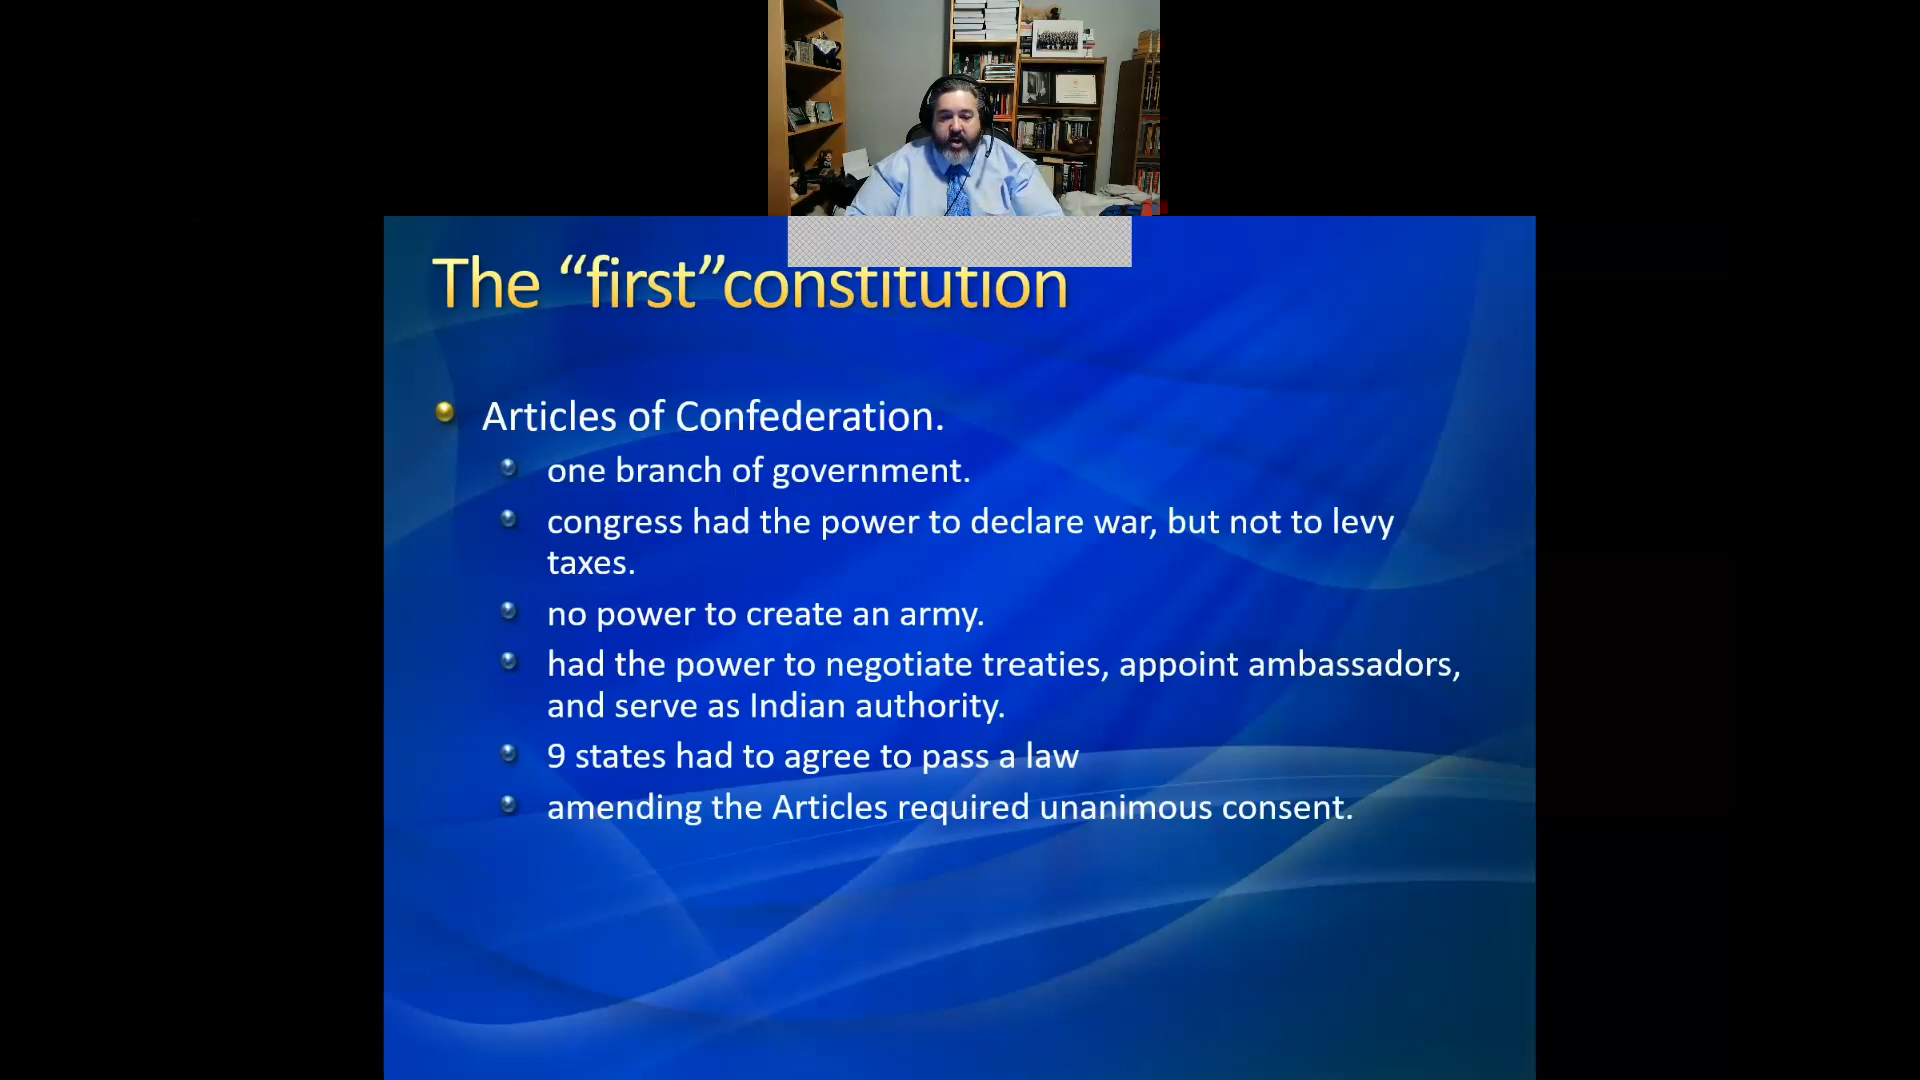 The “first”constitution
Articles of Confederation.
one branch of government.
congress had the power to declare war, but not to levy
taxes.
no power to create an army.
had the power to negotiate treaties, appoint ambassadors,
and serve as Indian authority.
9 states had to agree to pass a law
amending the Articles required unanimous consent.